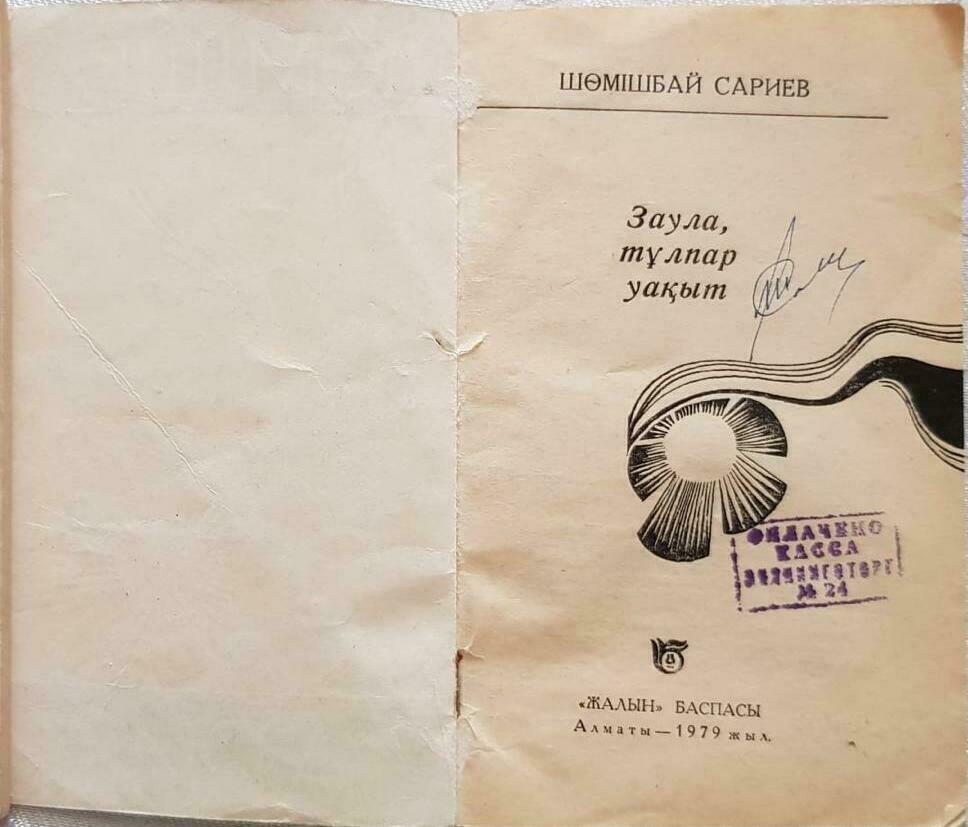 ШӨМІШБАЙ САРИЕВ
Заула,
тұлпар
уақыт
ОПЛАЧЕНО
КАССА
№ 24
«ЖАЛЫН» БАСПАСЫ
Алматы — 1979 жыл.